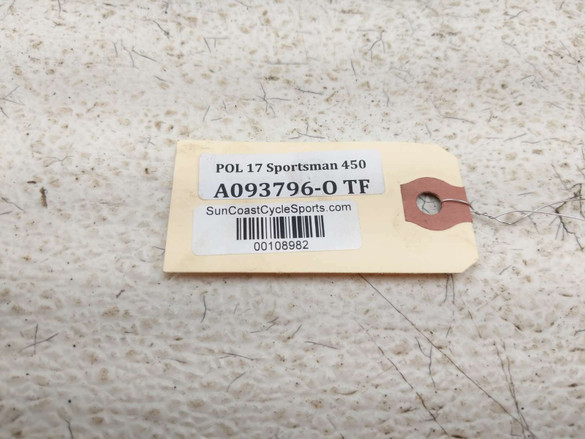 POL 17 Sportsman 450
A093796-O TF
SunCoastCycleSports.com
00108982